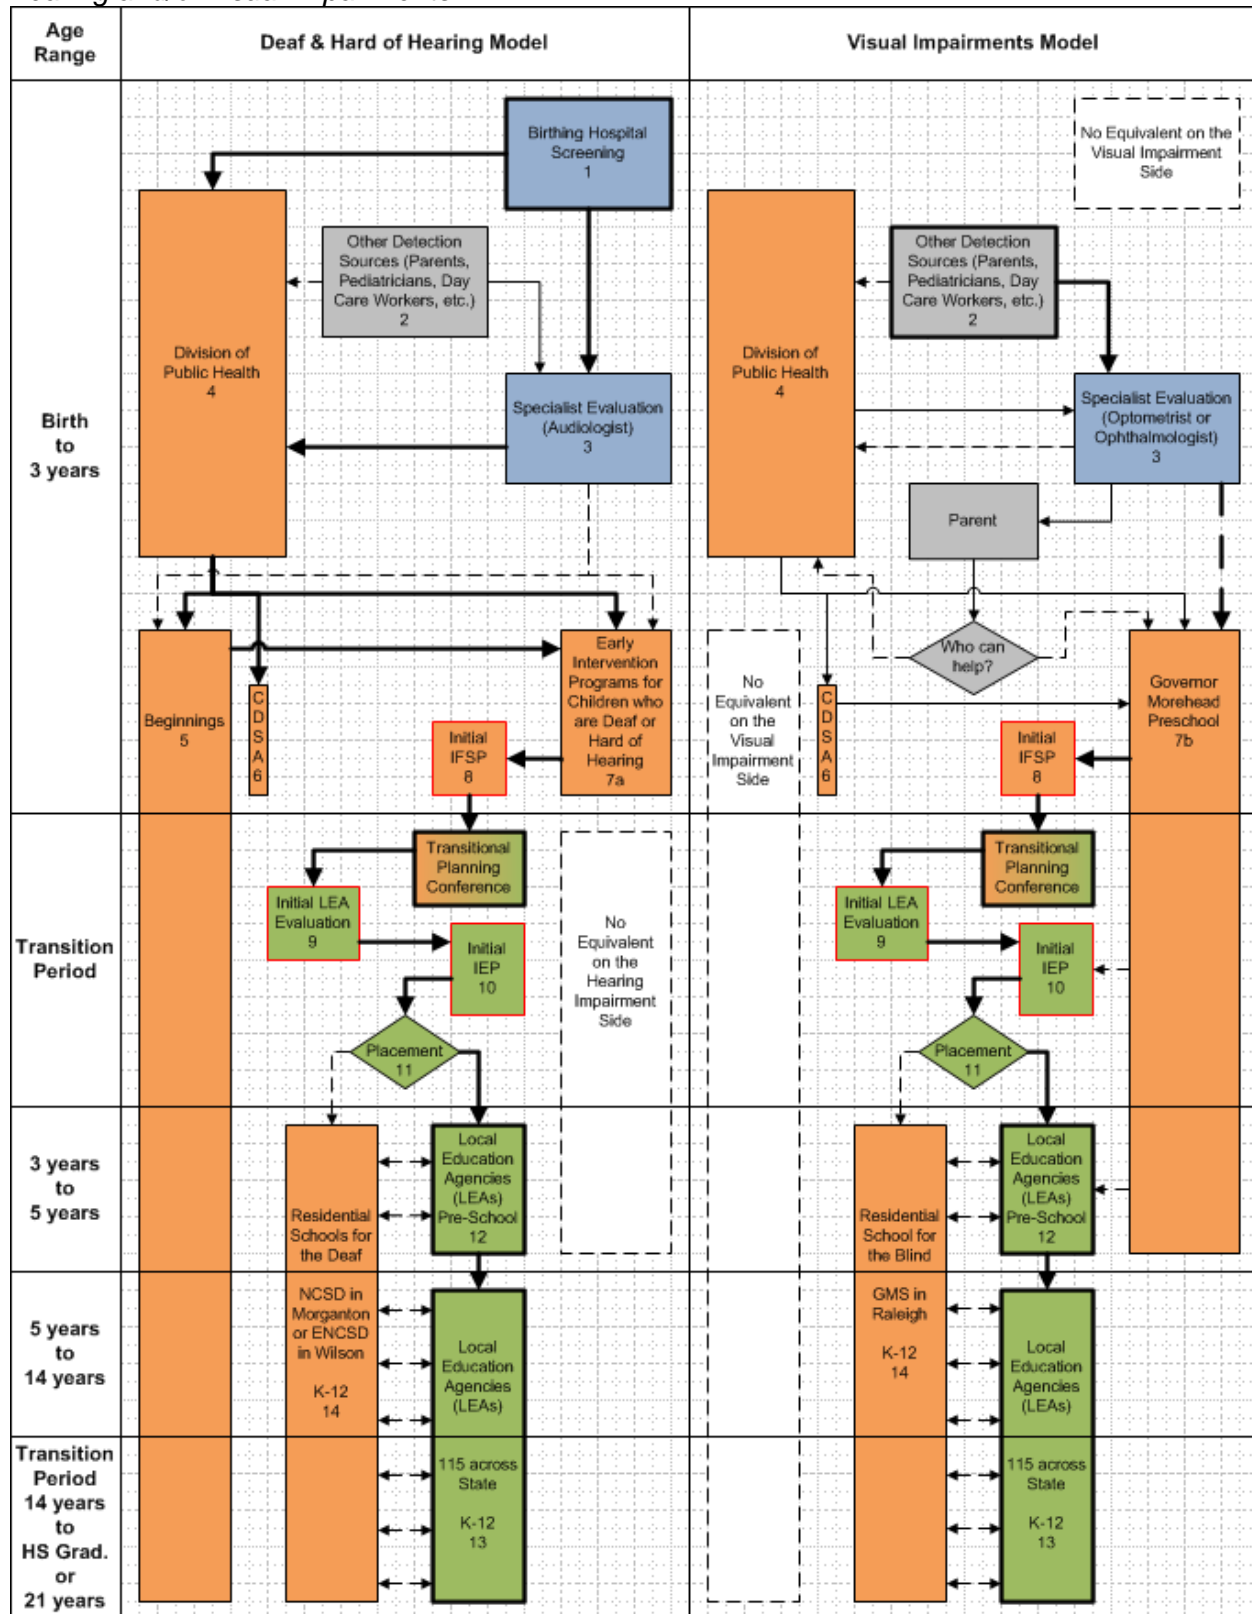 Age
Range
Deaf & Hard of Hearing Model
Visual Impairments Model
Birth
to
3 years
Birthing Hospital
Screening
1
Other Detection
Sources (Parents,
Pediatricians, Day
Care Workers, etc.)
2
Division of
Public Health
4
Specialist Evaluation
(Audiologist)
3
Beginnings
5
C
D
S
A
6
Early
Intervention
Programs for
Children who
are Deaf or
Hard of
Hearing
7a
Initial
IFSP
8
No Equivalent on the
Visual Impairment
Side
Other Detection
Sources (Parents,
Pediatricians, Day
Care Workers, etc.)
2
Division of
Public Health
4
Specialist Evaluation
(Optometrist or
Ophthalmologist)
3
Parent
Who can
help?
No
Equivalent
on the
Visual
Impairment
Side
C
D
S
A
6
Governor
Morehead
Preschool
7b
Initial
IFSP
8
Transition
Period
Transitional
Planning
Conference
Initial LEA
Evaluation
9
Initial
IEP
10
Placement
11
No
Equivalent
on the
Hearing
Impairment
Side
Transitional
Planning
Conference
Initial LEA
Evaluation
9
Initial
IEP
10
Placement
11
3 years
to
5 years
Residential
Schools for
the Deaf
Local
Education
Agencies
(LEAs)
Pre-School
12
Residential
School for
the Blind
Local
Education
Agencies
(LEAs)
Pre-School
12
5 years
to
14 years
NCSD in
Morganton
or ENCSD
in Wilson
K-12
14
Local
Education
Agencies
(LEAs)
GMS in
Raleigh
K-12
14
Local
Education
Agencies
(LEAs)
Transition
Period
14 years
to
HS Grad.
or
21 years
115 across
State
K-12
13
115 across
State
K-12
13